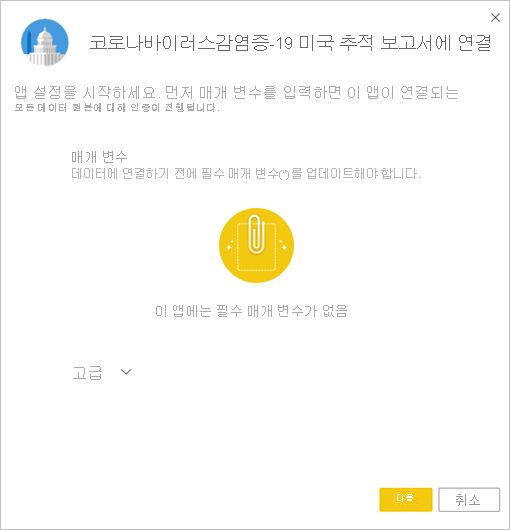 코로나바이러스감염증-19 미국 추적 보고서에 연결
앱 설정을 시작하세요. 먼저 매개 변수를 입력하면 이 앱이 연결되는
모든 데이터 원본에 대해 인증이 진행됩니다.
매개 변수
데이터에 연결하기 전에 필수 매개 변수(*)를 업데이트해야 합니다.
이 앱에는 필수 매개 변수가 없음
고급
다음
취소